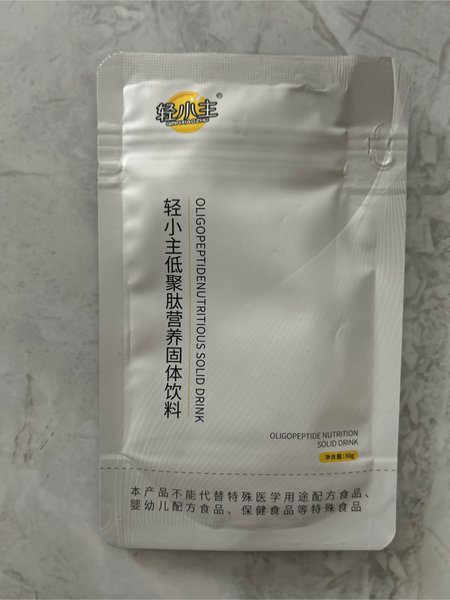 轻小主®
QINGXIAOZHU
轻小主低聚肽营养固体饮料
OLIGOPEPTIDENUTRITIOUS SOLID DRINK
OLIGOPEPTIDE NUTRITION
SOLID DRINK
净含量:30g
本产品不能代替特殊医学用途配方食品、
婴幼儿配方食品、保健食品等特殊食品